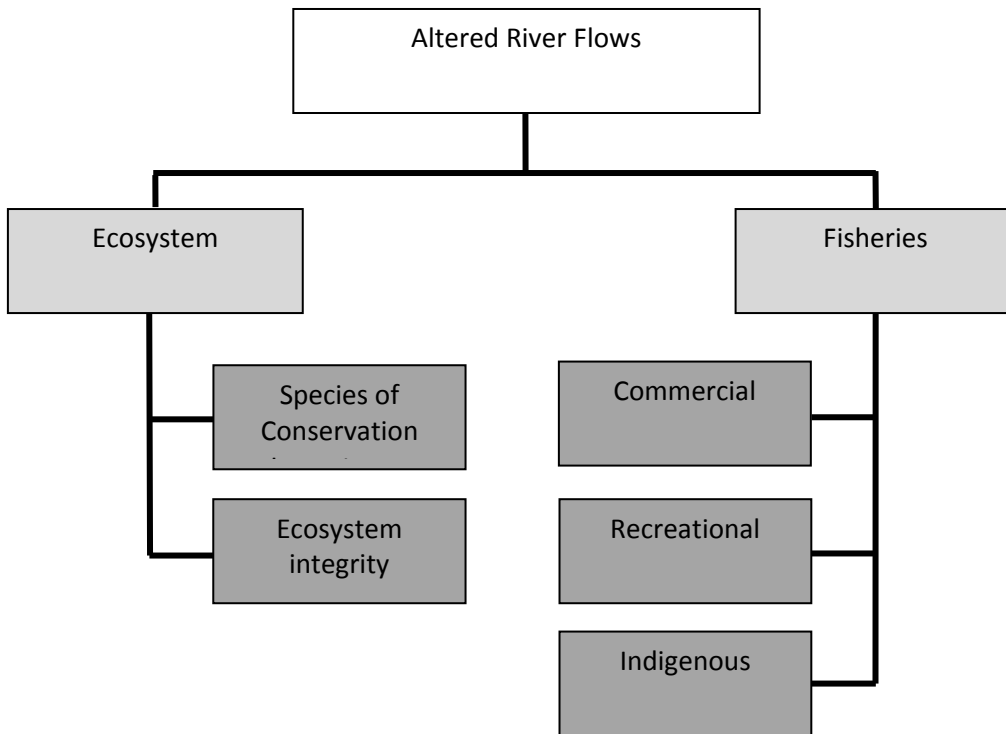 Altered River Flows
Ecosystem
Fisheries
Species of
Conservation
Commercial
Ecosystem
integrity
Recreational
Indigenous